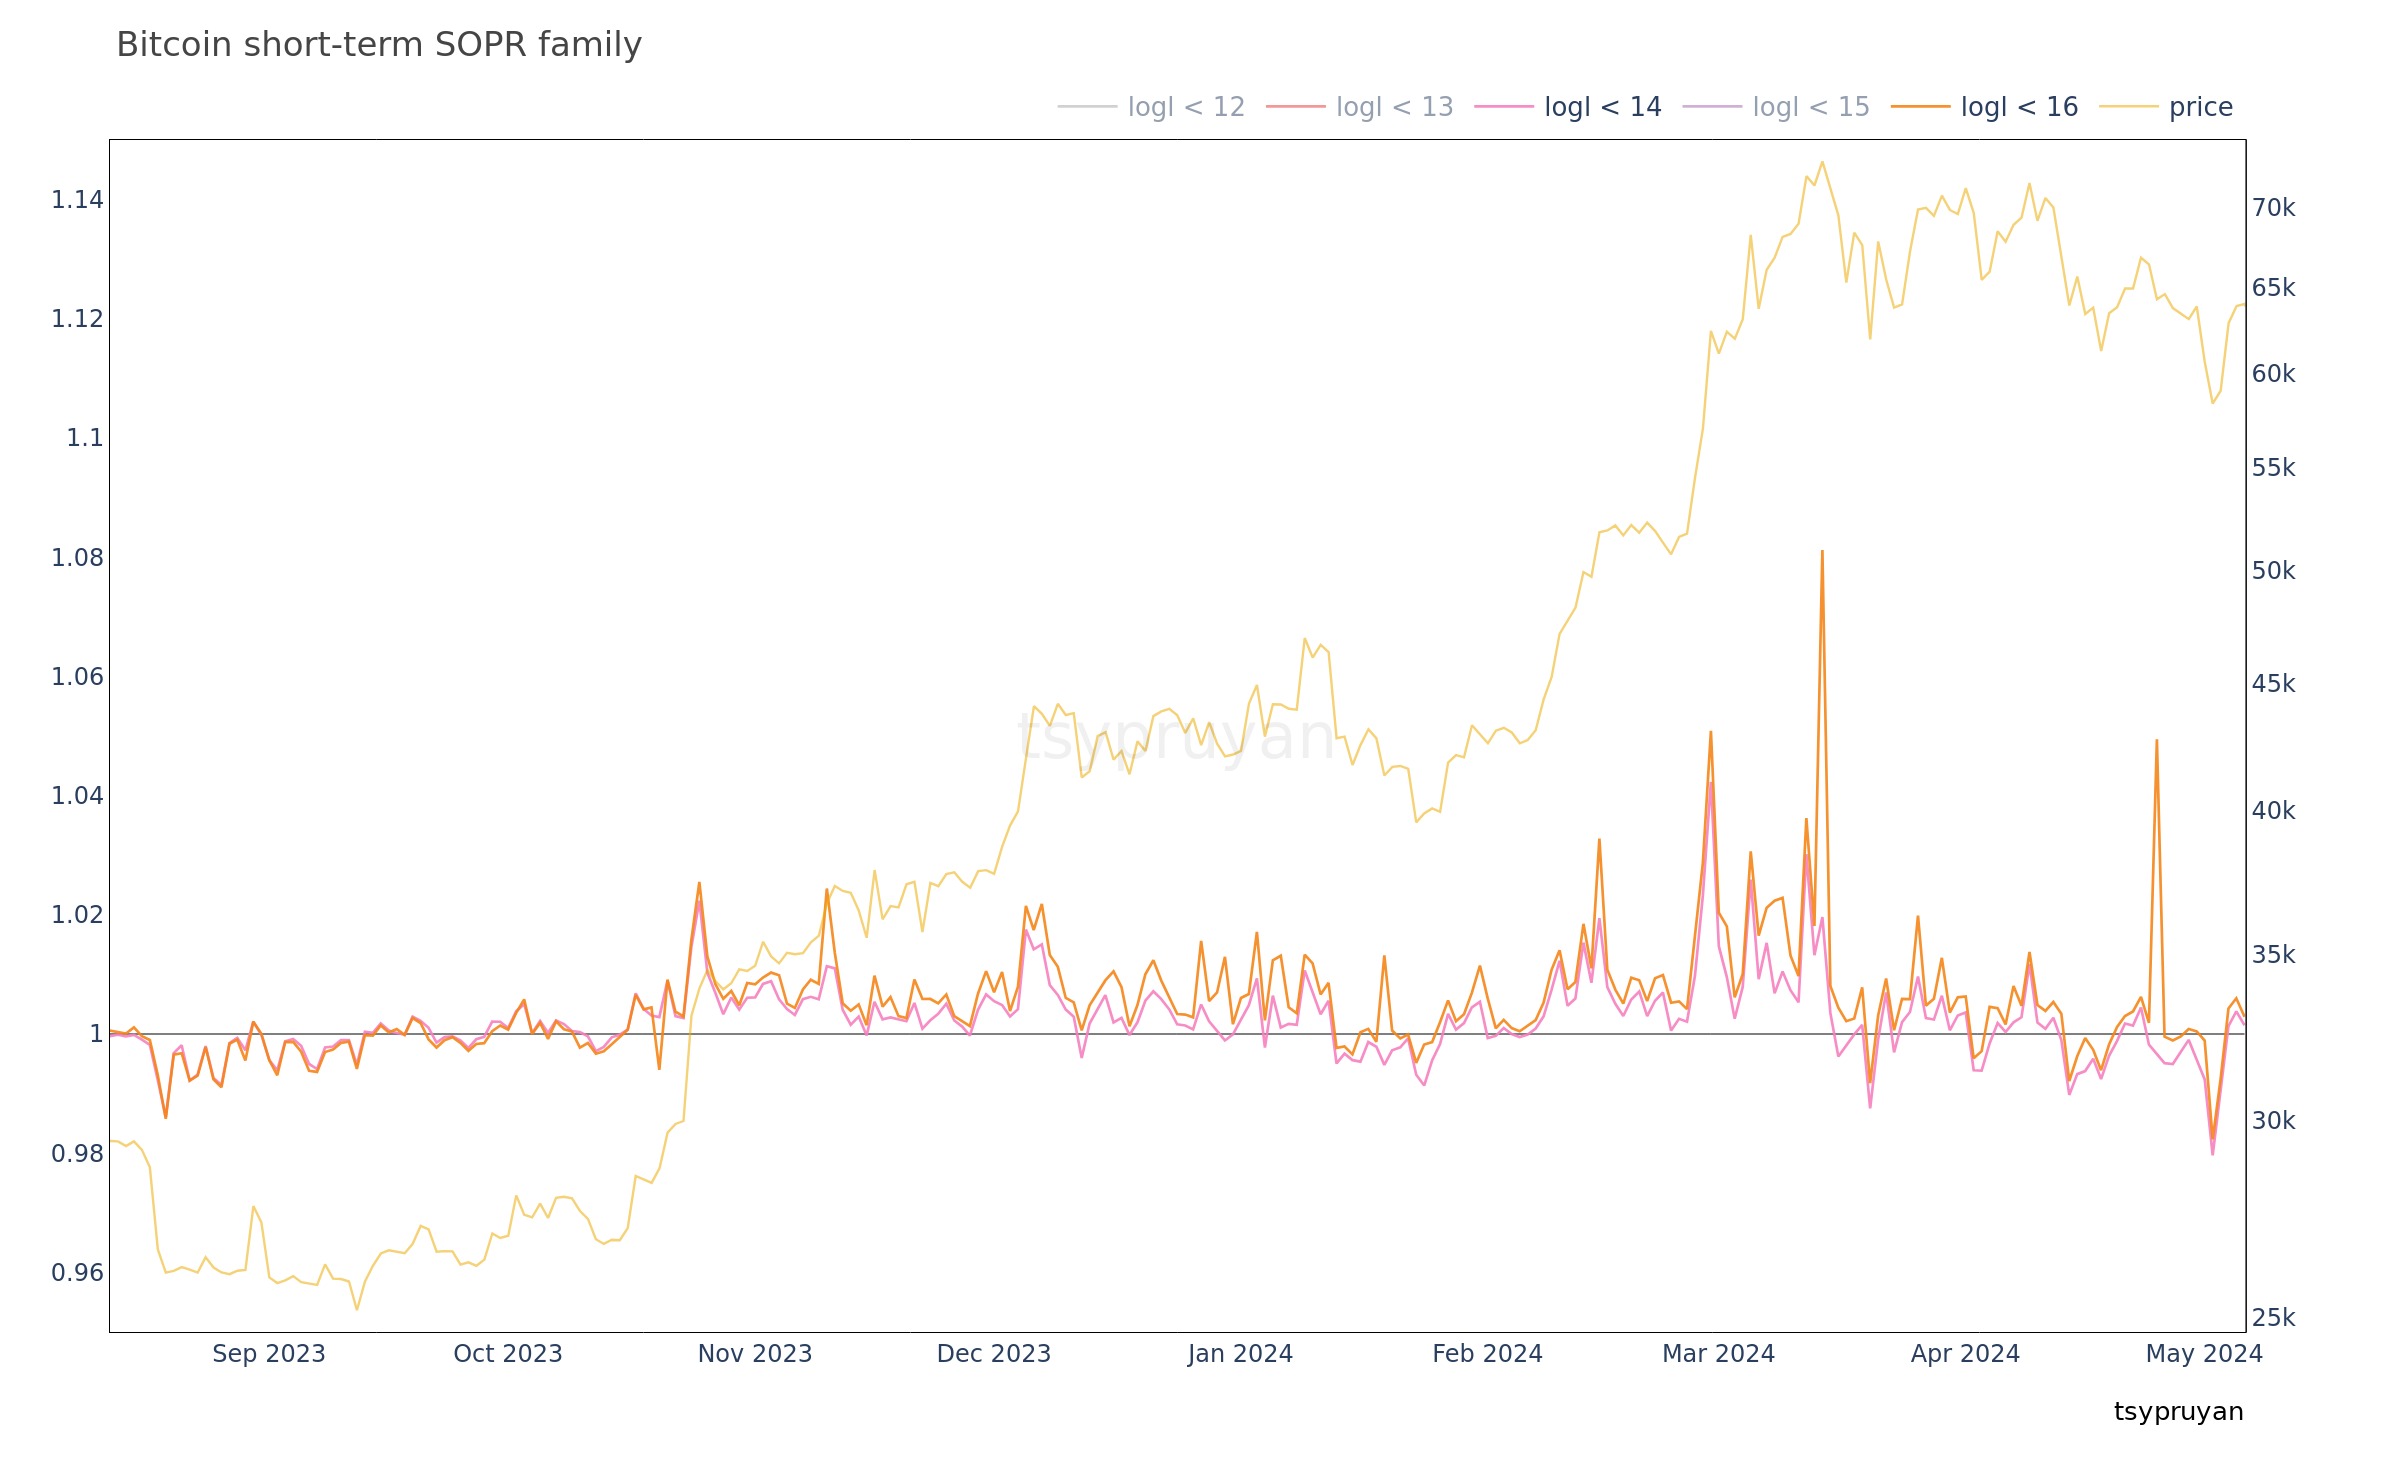 Bitcoin short-term SOPR family
logl < 12 logl < 13 logl < 14 logl < 15 logl < 16 price
1.14
1.12
1.1
1.08
1.06
1.04
1.02
1
0.98
0.96
70k
65k
60k
55k
50k
45k
40k
35k
30k
25k
tsypruyan
Sep 2023 Oct 2023 Nov 2023 Dec 2023 Jan 2024 Feb 2024 Mar 2024 Apr 2024 May 2024
tsypruyan